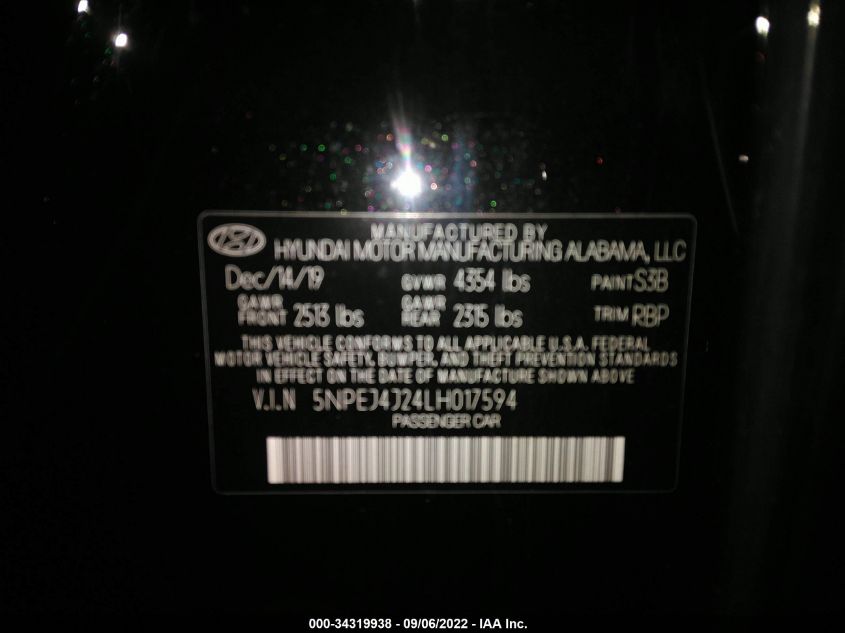 MANUFACTURED BY
HYUNDAI MOTOR MANUFACTURING ALABAMA, LLC
Dec/14/19 GVWR 4354 lbs PAINT S3B
GAWR FRONT 2513 lbs GAWR REAR 2315 lbs TRIM RBP
THIS VEHICLE CONFORMS TO ALL APPLICABLE U.S.A. FEDERAL
MOTOR VEHICLE SAFETY, BUMPER, AND THEFT PREVENTION STANDARDS
IN EFFECT ON THE DATE OF MANUFACTURE SHOWN ABOVE
V.I.N 5NPEJ4J24LH017594
PASSENGER CAR
000-34319938 - 09/06/2022 - IAA Inc.